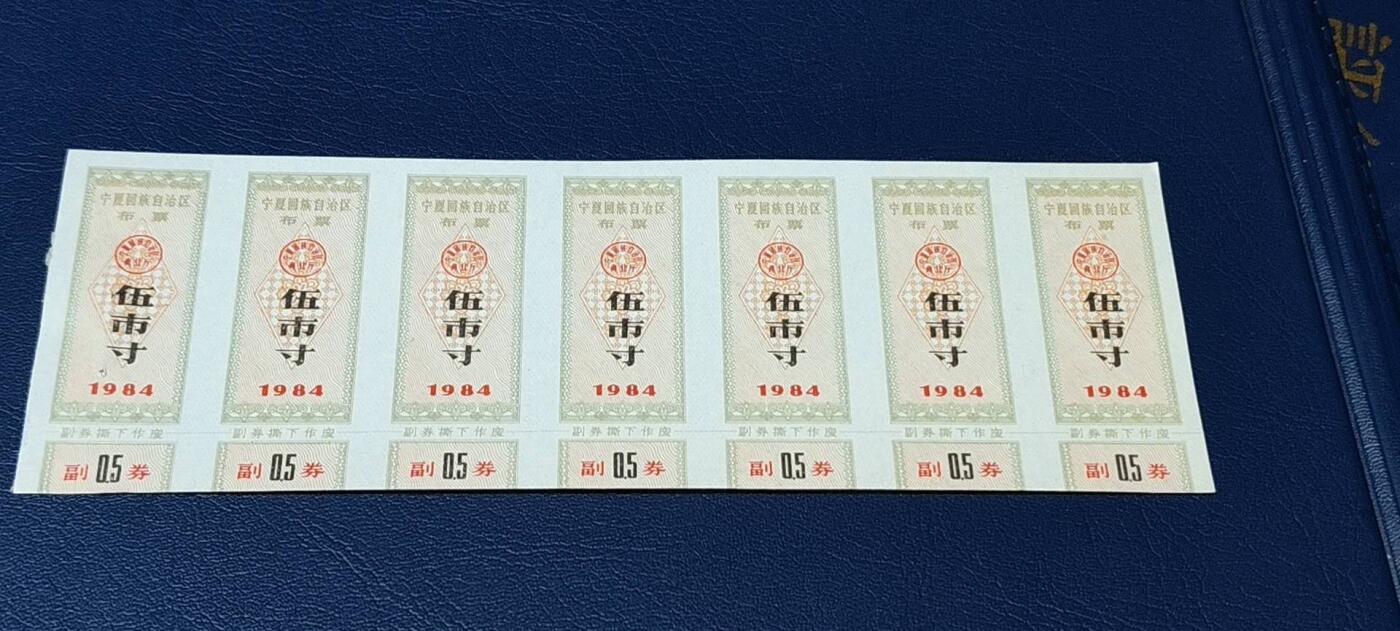 宁夏回族自治区 宁夏回族自治区 宁夏回族自治区 宁夏回族自治区 宁夏回族自治区 宁夏回族自治区 宁夏回族自治区
布票 布票 布票 布票 布票 布票 布票
伍市寸 伍市寸 伍市寸 伍市寸 伍市寸 伍市寸 伍市寸
1984 1984 1984 1984 1984 1984 1984
副券撕下作废 副券撕下作废 副券撕下作废 副券撕下作废 副券撕下作废 副券撕下作废 副券撕下作废
副 0.5 券 副 0.5 券 副 0.5 券 副 0.5 券 副 0.5 券 副 0.5 券 副 0.5 券